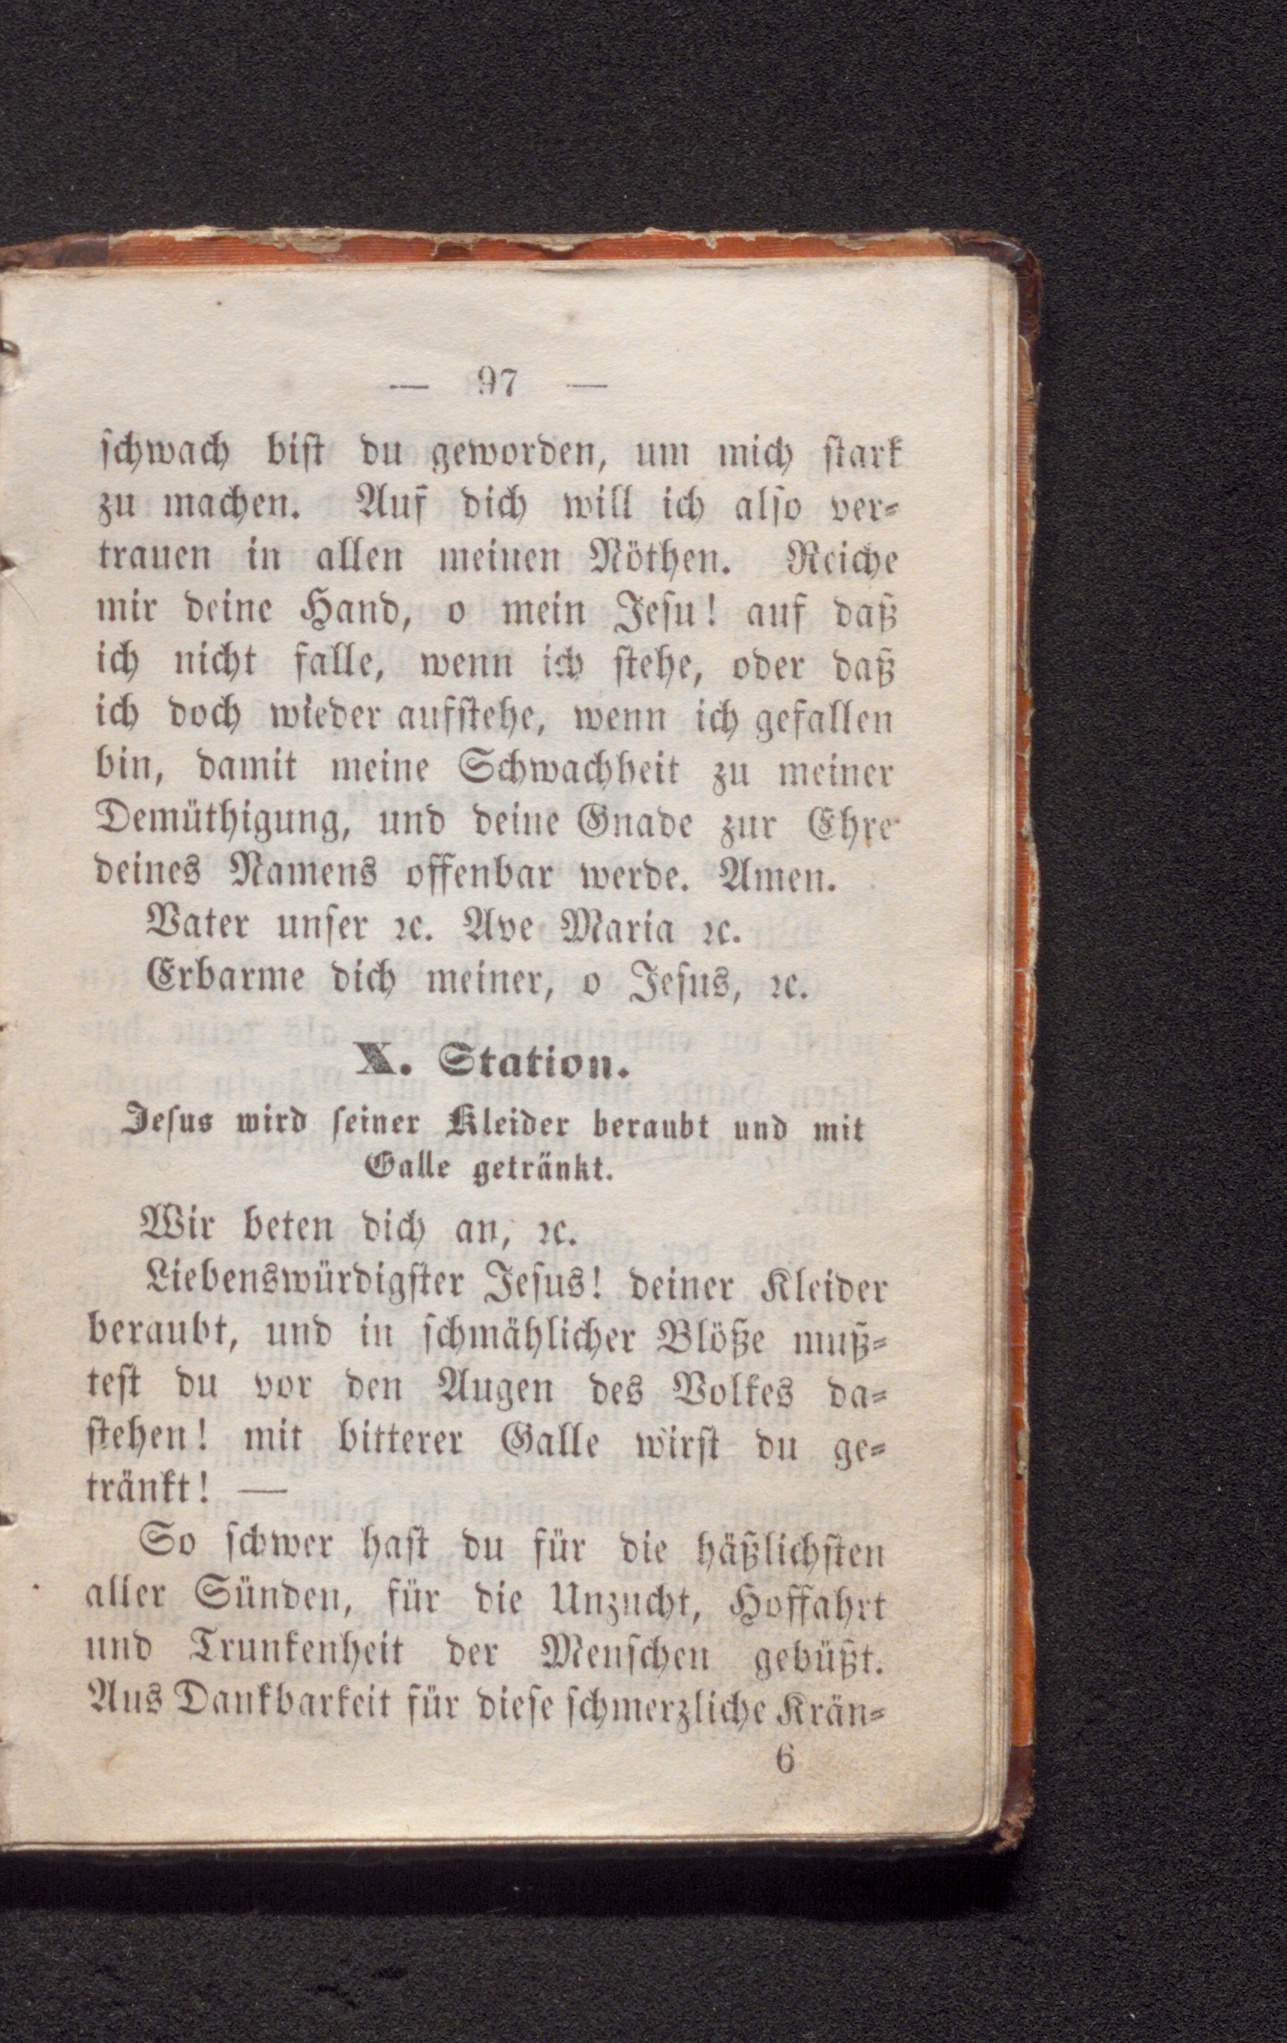 — 97 —
schwach bist du geworden, um mich stark
zu machen. Auf dich will ich also ver-
trauen in allen meinen Nöthen. Reiche
mir deine Hand, o mein Jesu! auf daß
ich nicht falle, wenn ich stehe, oder daß
ich doch wieder aufstehe, wenn ich gefallen
bin, damit meine Schwachheit zu meiner
Demüthigung, und deine Gnade zur Ehre
deines Namens offenbar werde. Amen.
Vater unser ꝛc. Ave Maria ꝛc.
Erbarme dich meiner, o Jesus, ꝛc.
X. Station.
Jesus wird seiner Kleider beraubt und mit
Galle getränkt.
Wir beten dich an, ꝛc.
Liebenswürdigster Jesus! deiner Kleider
beraubt, und in schmählicher Blöße muß-
test du vor den Augen des Volkes da-
stehen! mit bitterer Galle wirst du ge-
tränkt! —
So schwer hast du für die häßlichsten
aller Sünden, für die Unzucht, Hoffahrt
und Trunkenheit der Menschen gebüßt.
Aus Dankbarkeit für diese schmerzliche Krän-
6